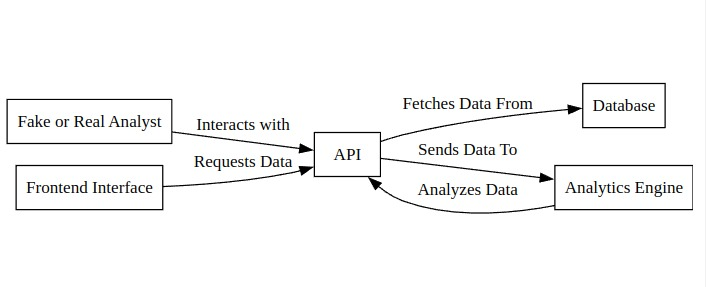 Fake or Real Analyst
Interacts with
Requests Data
Frontend Interface
API
Fetches Data From
Database
Sends Data To
Analyzes Data
Analytics Engine